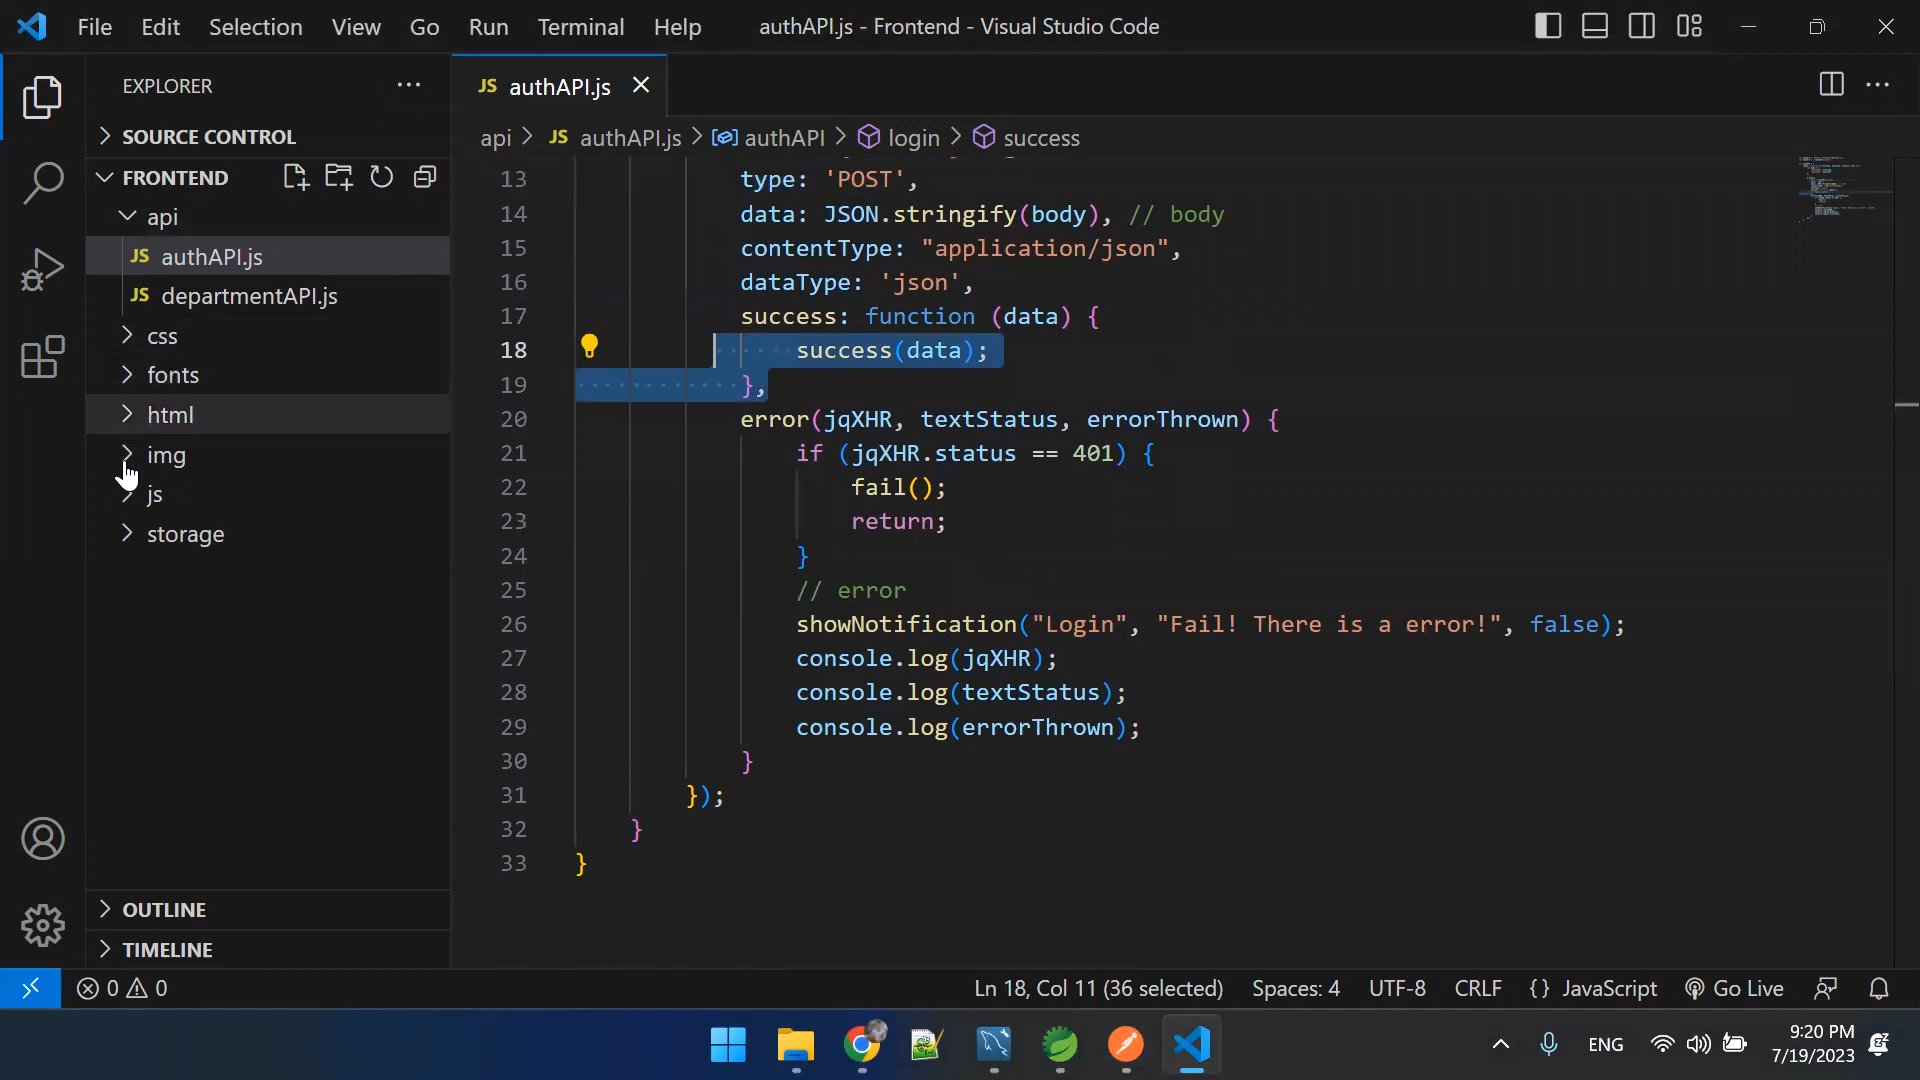 File Edit Selection View Go Run Terminal Help authAPI.js - Frontend - Visual Studio Code
EXPLORER
SOURCE CONTROL
FRONTEND
api
JS authAPI.js
JS departmentAPI.js
css
fonts
html
img
js
storage
OUTLINE
TIMELINE
JS authAPI.js
api > JS authAPI.js > authAPI > login > success
13 type: 'POST',
14 data: JSON.stringify(body), // body
15 contentType: "application/json",
16 dataType: 'json',
17 success: function (data) {
18 success(data);
19 },
20 error(jqXHR, textStatus, errorThrown) {
21 if (jqXHR.status == 401) {
22 fail();
23 return;
24 }
25 // error
26 showNotification("Login", "Fail! There is a error!", false);
27 console.log(jqXHR);
28 console.log(textStatus);
29 console.log(errorThrown);
30 }
31 });
32 }
33 }
0 0 Ln 18, Col 11 (36 selected) Spaces: 4 UTF-8 CRLF {} JavaScript Go Live
ENG 9:20 PM
7/19/2023